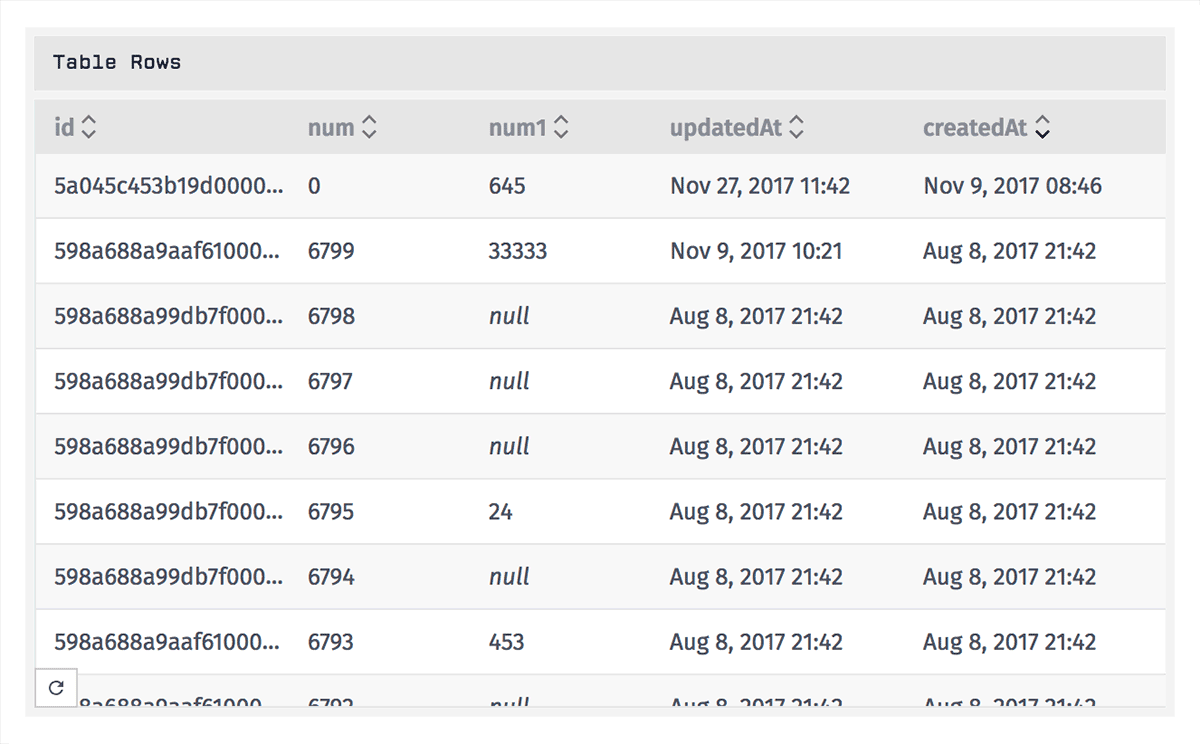 Table Rows
id num num1 updatedAt createdAt
5a045c453b19d0000... 0 645 Nov 27, 2017 11:42 Nov 9, 2017 08:46
598a688a9aaf61000... 6799 33333 Nov 9, 2017 10:21 Aug 8, 2017 21:42
598a688a99db7f000... 6798 null Aug 8, 2017 21:42 Aug 8, 2017 21:42
598a688a99db7f000... 6797 null Aug 8, 2017 21:42 Aug 8, 2017 21:42
598a688a99db7f000... 6796 null Aug 8, 2017 21:42 Aug 8, 2017 21:42
598a688a99db7f000... 6795 24 Aug 8, 2017 21:42 Aug 8, 2017 21:42
598a688a99db7f000... 6794 null Aug 8, 2017 21:42 Aug 8, 2017 21:42
598a688a9aaf61000... 6793 453 Aug 8, 2017 21:42 Aug 8, 2017 21:42